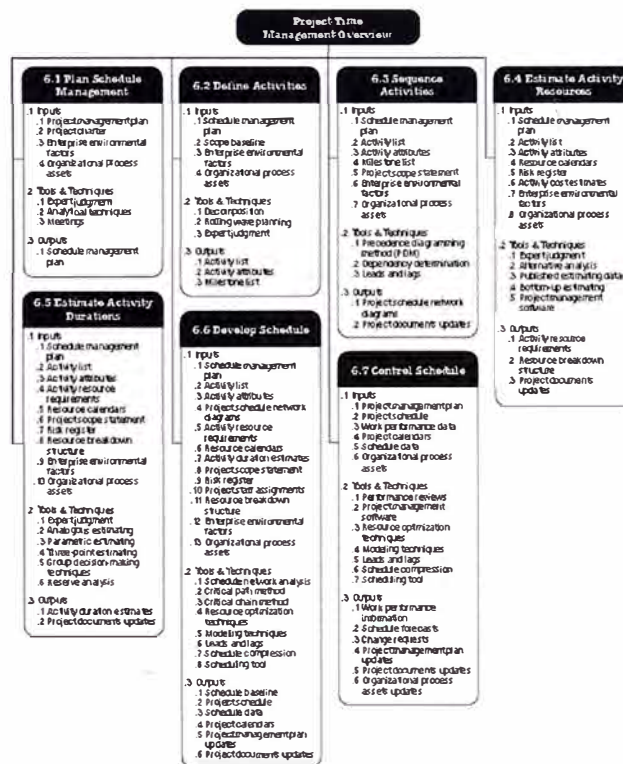 Project Time
Management Overview
6.1 Plan Schedule
Management
.1 Inputs
.1 Project management plan
.2 Project charter
.3 Enterprise environmental
factors
.4 Organizational process
assets
.2 Tools & Techniques
.1 Expert judgment
.2 Analytical techniques
.3 Meetings
.3 Outputs
.1 Schedule management
plan
6.2 Define Activities
.1 Inputs
.1 Schedule management
plan
.2 Scope baseline
.3 Enterprise environmental
factors
.4 Organizational process
assets
.2 Tools & Techniques
.1 Decomposition
.2 Rolling wave planning
.3 Expert judgment
.3 Outputs
.1 Activity list
.2 Activity attributes
.3 Milestone list
6.3 Sequence
Activities
.1 Inputs
.1 Schedule management
plan
.2 Activity list
.3 Activity attributes
.4 Milestone list
.5 Project scope statement
.6 Enterprise environmental
factors
.7 Organizational process
assets
.2 Tools & Techniques
.1 Precedence diagramming
method (PDM)
.2 Dependency determination
.3 Leads and lags
.3 Outputs
.1 Project schedule network
diagrams
.2 Project documents updates
6.4 Estimate Activity
Resources
.1 Inputs
.1 Schedule management
plan
.2 Activity list
.3 Activity attributes
.4 Resource calendars
.5 Risk register
.6 Activity cost estimates
.7 Enterprise environmental
factors
.8 Organizational process
assets
.2 Tools & Techniques
.1 Expert judgment
.2 Alternative analysis
.3 Published estimating data
.4 Bottom-up estimating
.5 Project management
software
.3 Outputs
.1 Activity resource
requirements
.2 Resource breakdown
structure
.3 Project documents
updates
6.5 Estimate Activity
Durations
.1 Inputs
.1 Schedule management
plan
.2 Activity list
.3 Activity attributes
.4 Activity resource
requirements
.5 Resource calendars
.6 Project scope statement
.7 Risk register
.8 Resource breakdown
structure
.9 Enterprise environmental
factors
.10 Organizational process
assets
.2 Tools & Techniques
.1 Expert judgment
.2 Analogous estimating
.3 Parametric estimating
.4 Three-point estimating
.5 Group decision-making
techniques
.6 Reserve analysis
.3 Outputs
.1 Activity duration estimates
.2 Project documents updates
6.6 Develop Schedule
.1 Inputs
.1 Schedule management
plan
.2 Activity list
.3 Activity attributes
.4 Project schedule network
diagrams
.5 Activity resource
requirements
.6 Resource calendars
.7 Activity duration estimates
.8 Project scope statement
.9 Risk register
.10 Project staff assignments
.11 Resource breakdown
structure
.12 Enterprise environmental
factors
.13 Organizational process
assets
.2 Tools & Techniques
.1 Schedule network analysis
.2 Critical path method
.3 Critical chain method
.4 Resource optimization
techniques
.5 Modeling techniques
.6 Leads and lags
.7 Schedule compression
.8 Scheduling tool
.3 Outputs
.1 Schedule baseline
.2 Project schedule
.3 Schedule data
.4 Project calendars
.5 Project management plan
updates
.6 Project documents updates
6.7 Control Schedule
.1 Inputs
.1 Project management plan
.2 Project schedule
.3 Work performance data
.4 Project calendars
.5 Schedule data
.6 Organizational process
assets
.2 Tools & Techniques
.1 Performance reviews
.2 Project management
software
.3 Resource optimization
techniques
.4 Modeling techniques
.5 Leads and lags
.6 Schedule compression
.7 Scheduling tool
.3 Outputs
.1 Work performance
information
.2 Schedule forecasts
.3 Change requests
.4 Project management plan
updates
.5 Project documents updates
.6 Organizational process
assets updates